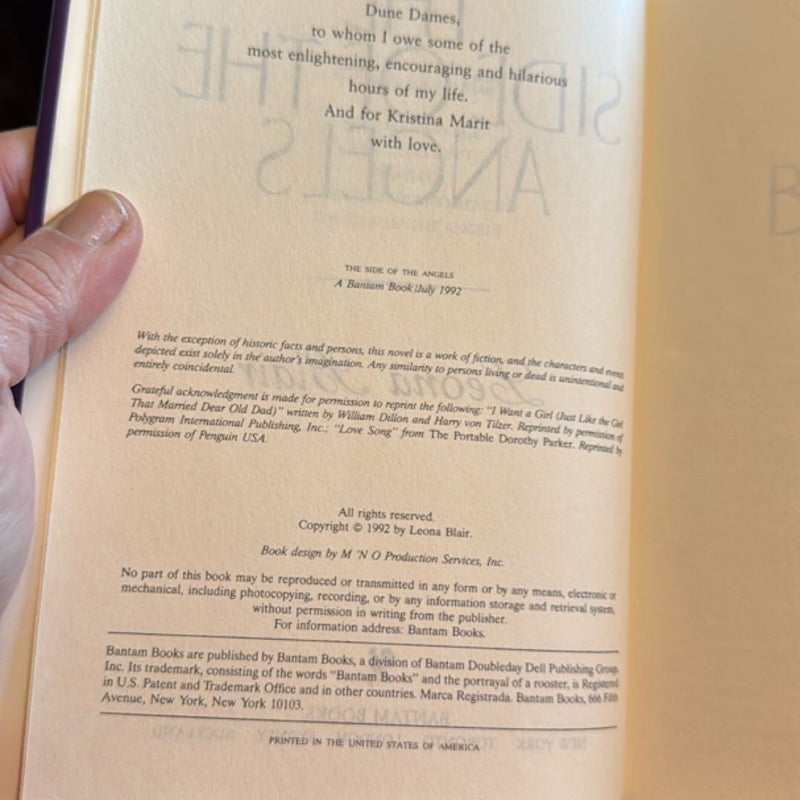 Dune Dames,
to whom I owe some of the
most enlightening, encouraging and hilarious
hours of my life.
And for Kristina Marit
with love.
THE SIDE OF THE ANGELS
A Bantam Book/July 1992
With the exception of historic facts and persons, this novel is a work of fiction, and the characters and events
depicted exist solely in the author's imagination. Any similarity to persons living or dead is unintentional and
entirely coincidental.
Grateful acknowledgment is made for permission to reprint the following: "I Want a Girl (Just Like the Girl
That Married Dear Old Dad)" written by William Dillon and Harry von Tilzer. Reprinted by permission of
Polygram International Publishing, Inc.; "Love Song" from The Portable Dorothy Parker. Reprinted by
permission of Penguin USA.
All rights reserved.
Copyright © 1992 by Leona Blair.
Book design by M 'N O Production Services, Inc.
No part of this book may be reproduced or transmitted in any form or by any means, electronic or
mechanical, including photocopying, recording, or by any information storage and retrieval system,
without permission in writing from the publisher.
For information address: Bantam Books.
Bantam Books are published by Bantam Books, a division of Bantam Doubleday Dell Publishing Group,
Inc. Its trademark, consisting of the words "Bantam Books" and the portrayal of a rooster, is Registered
in U.S. Patent and Trademark Office and in other countries. Marca Registrada. Bantam Books, 666 Fifth
Avenue, New York, New York 10103.
PRINTED IN THE UNITED STATES OF AMERICA
B